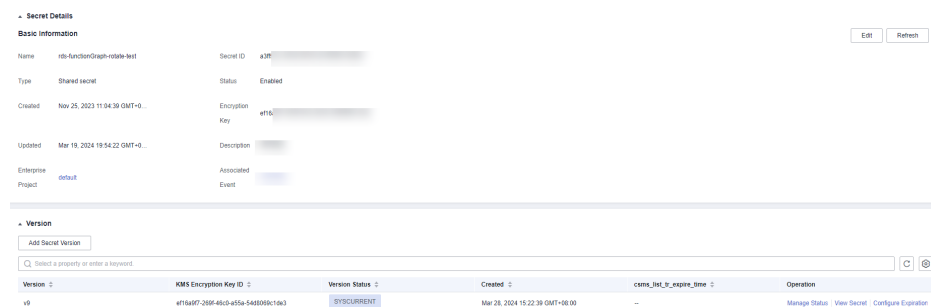 Secret Details
Basic Information
Edit Refresh
Name rds-functionGraph-rotate-test Secret ID a3ff
Type Shared secret Status Enabled
Created Nov 25, 2023 11:04:39 GMT+0... Encryption Key ef16a
Updated Mar 19, 2024 19:54:22 GMT+0... Description
Enterprise Project default Associated Event
Version
Add Secret Version
Select a property or enter a keyword.
Version KMS Encryption Key ID Version Status Created csms_list_tr_expire_time Operation
v9 ef16a9f7-269f-46c0-a55a-54d8069c1de3 SYSCURRENT Mar 28, 2024 15:22:39 GMT+08:00 -- Manage Status View Secret Configure Expiration